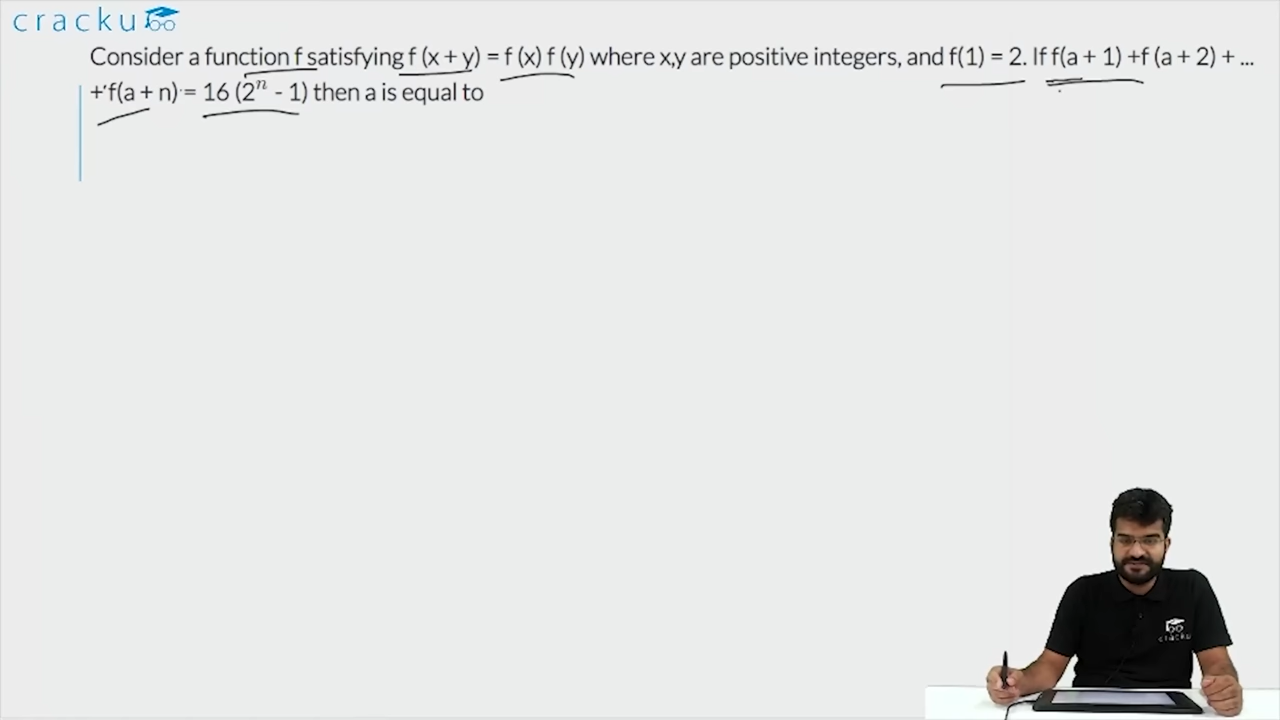 cracku
Consider a function f satisfying f (x + y) = f (x) f (y) where x,y are positive integers, and f(1) = 2. If f(a + 1) +f (a + 2) + ...
+ f(a + n) = 16 (2ⁿ - 1) then a is equal to
cracku